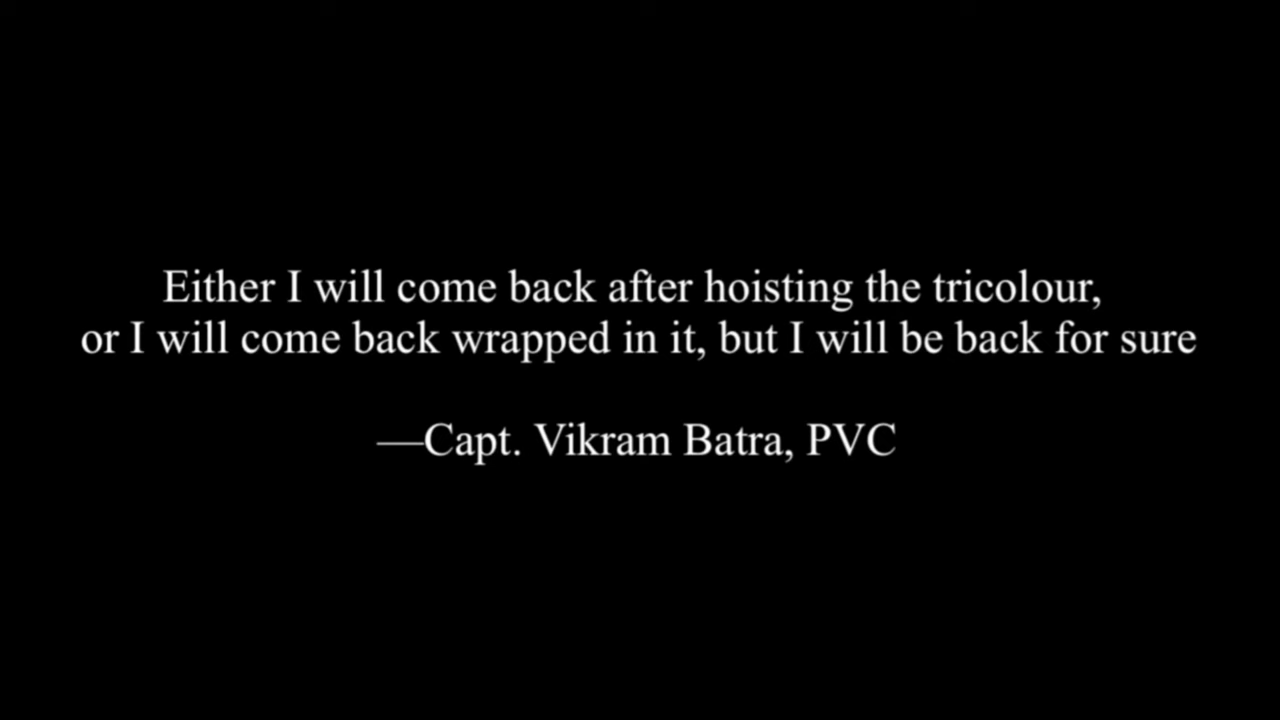 Either I will come back after hoisting the tricolour,
or I will come back wrapped in it, but I will be back for sure
—Capt. Vikram Batra, PVC